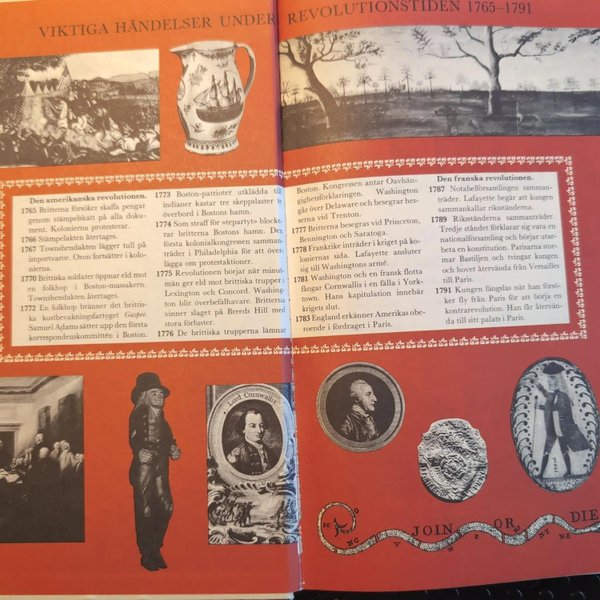 VIKTIGA HÄNDELSER UNDER REVOLUTIONSTIDEN 1765–1791
Den amerikanska revolutionen.
1765 Britterna försöker skaffa pengar
genom stämpelskatt på alla doku-
ment. Kolonierna protesterar.
1766 Stämpelakten återtages.
1767 Townshendakten lägger tull på
importvaror. Oron fortsätter i kolo-
nierna.
1770 Brittiska soldater öppnar eld mot
en folkhop i Boston-massakern.
Townshendakten återtages.
1772 En folkhop bränner det brittis-
ka kustbevakningsfartyget Gaspee.
Samuel Adams sätter upp den första
korrespondenskommittén i Boston.
1773 Boston-patrioter utklädda till
indianer kastar tre skeppslaster te
överbord i Bostons hamn.
1774 Som straff för »tepartyt» blocke-
rar britterna Bostons hamn. Den
första kolonialkongressen samman-
träder i Philadelphia för att över-
lägga om protestaktioner.
1775 Revolutionen börjar när minut-
män ger eld mot brittiska trupper i
Lexington och Concord. Washing-
ton blir överbefälhavare. Britterna
vinner slaget på Breeds Hill med
stora förluster.
1776 De brittiska trupperna lämnar
Boston. Kongressen antar Oavhän-
gighetsförklaringen. Washington
går över Delaware och besegrar hes-
serna vid Trenton.
1777 Britterna besegras vid Princeton,
Bennington och Saratoga.
1778 Frankrike inträder i kriget på ko-
loniernas sida. Lafayette ansluter
sig till Washingtons armé.
1781 Washington och en fransk flotta
fångar Cornwallis i en fälla i York-
town. Hans kapitulation innebär
krigets slut.
1783 England erkänner Amerikas obe-
roende i fördraget i Paris.
Den franska revolutionen.
1787 Notabelförsamlingen samman-
träder. Lafayette begär att kungen
sammankallar riksständerna.
1789 Riksständerna sammanträder.
Tredje ståndet förklarar sig vara en
nationalförsamling och börjar utar-
beta en konstitution. Parisarna stor-
mar Bastiljen och tvingar kungen
och hovet återvända från Versailles
till Paris.
1791 Kungen fängslas när han försö-
ker fly från Paris för att börja en
kontrarevolution. Han får återvän-
da till sitt palats i Paris.
Lord Cornwallis
JOIN OR DIE